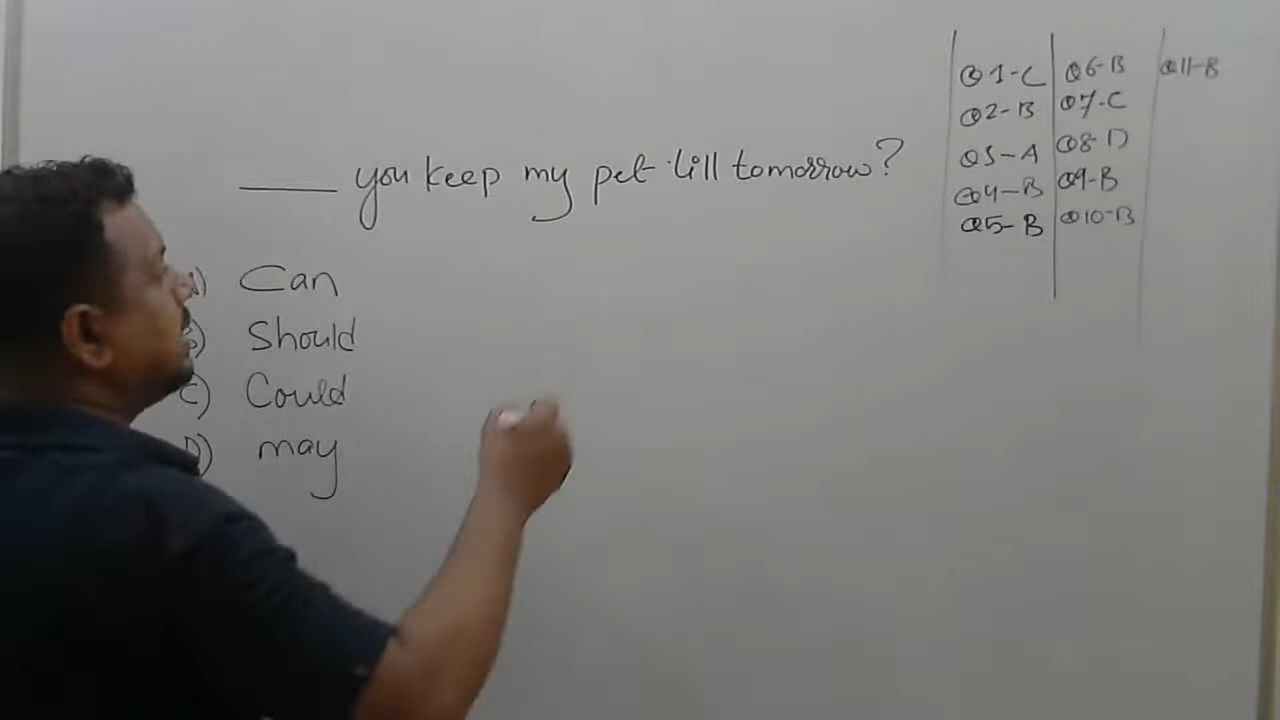 ____ you keep my pet till tomorrow?
A) Can
B) Should
C) Could
D) may
Q1-C
Q2-B
Q3-A
Q4-B
Q5-B
Q6-B
Q7-C
Q8-D
Q9-B
Q10-B
Q11-B